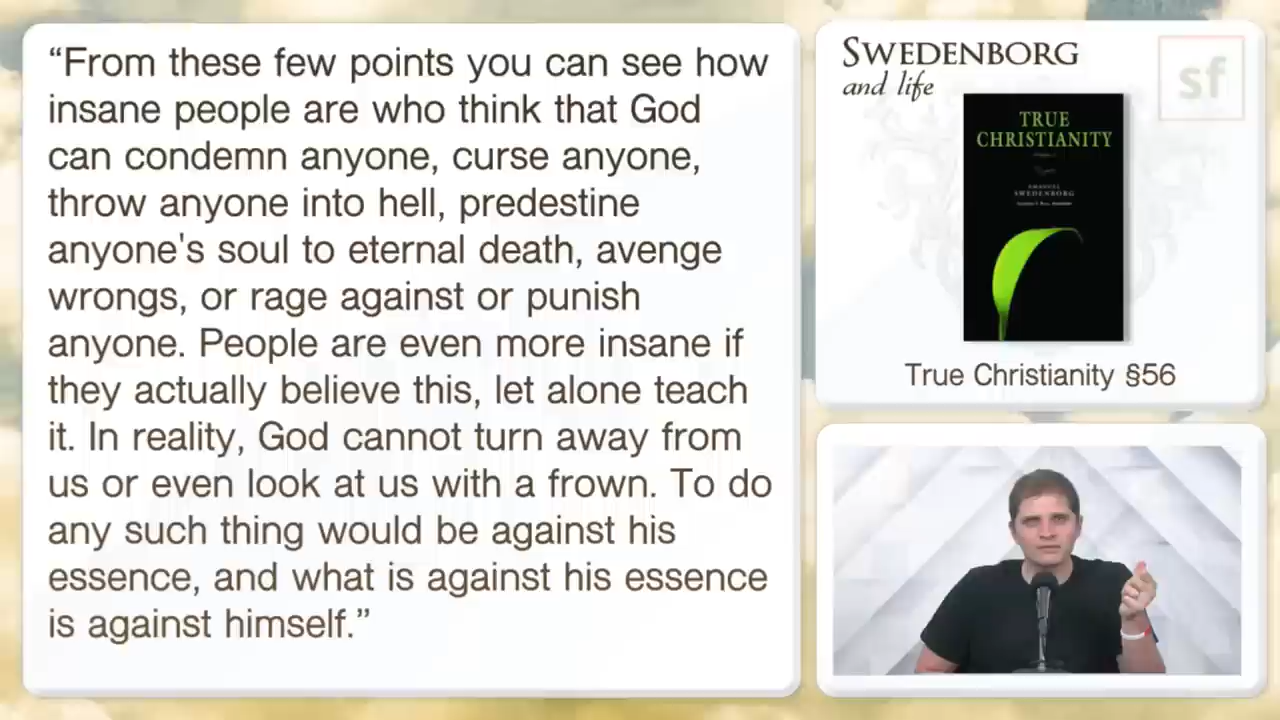 “From these few points you can see how
insane people are who think that God
can condemn anyone, curse anyone,
throw anyone into hell, predestine
anyone's soul to eternal death, avenge
wrongs, or rage against or punish
anyone. People are even more insane if
they actually believe this, let alone teach
it. In reality, God cannot turn away from
us or even look at us with a frown. To do
any such thing would be against his
essence, and what is against his essence
is against himself.”
SWEDENBORG
and life
sf
TRUE
CHRISTIANITY
EMANUEL
SWEDENBORG
True Christianity §56